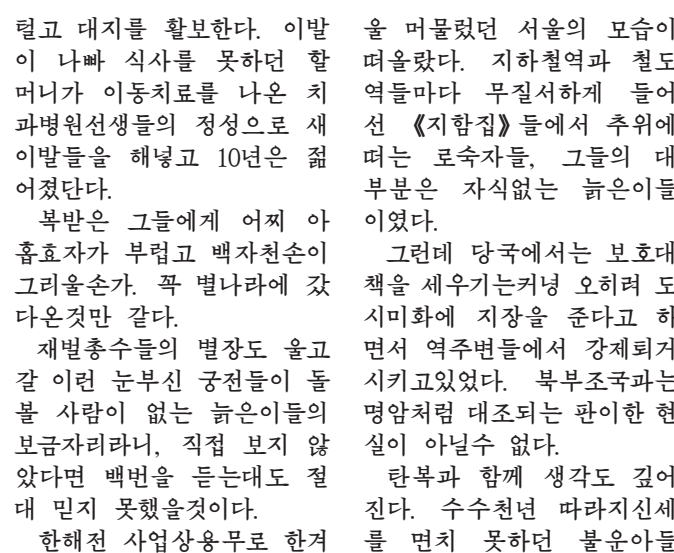 털고 대지를 활보한다. 이발
이 나빠 식사를 못하던 할
머니가 이동치료를 나온 치
과병원선생들의 정성으로 새
이발들을 해넣고 10년은 젊
어졌단다.
복받은 그들에게 어찌 아
홉효자가 부럽고 백자천손이
그리울손가. 꼭 별나라에 갔
다온것만 같다.
재벌총수들의 별장도 울고
갈 이런 눈부신 궁전들이 돌
볼 사람이 없는 늙은이들의
보금자리라니, 직접 보지 않
았다면 백번을 듣는대도 절
대 믿지 못했을것이다.
한해전 사업상용무로 한겨
울 머물렀던 서울의 모습이
떠올랐다. 지하철역과 철도
역들마다 무질서하게 들어
선 《지함집》들에서 추위에
떠는 로숙자들, 그들의 대
부분은 자식없는 늙은이들
이였다.
그런데 당국에서는 보호대
책을 세우기는커녕 오히려 도
시미화에 지장을 준다고 하
면서 역주변들에서 강제퇴거
시키고있었다. 북부조국과는
명암처럼 대조되는 판이한 현
실이 아닐수 없다.
탄복과 함께 생각도 깊어
진다. 수수천년 따라지신세
를 면치 못하던 불운아들